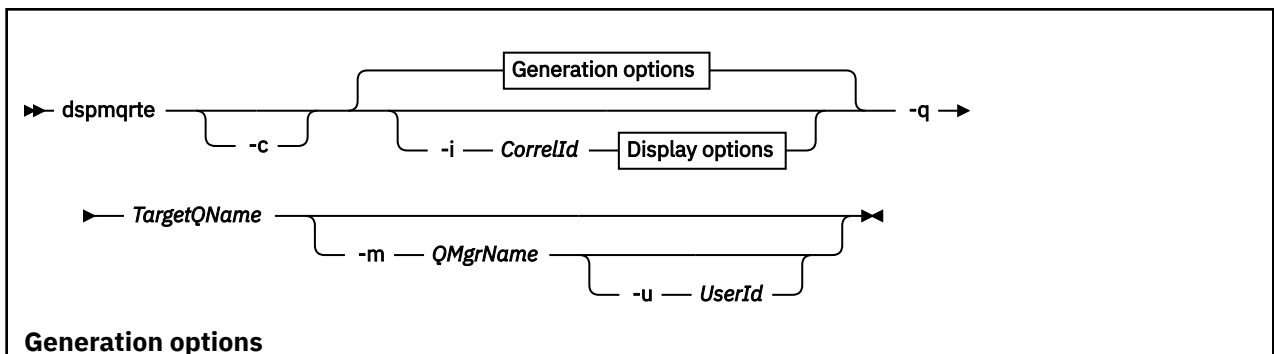 Generation options
dspmqrte -q
-c -i CorrelId Display options
TargetQName
-m QMgrName
-u UserId
Generation options